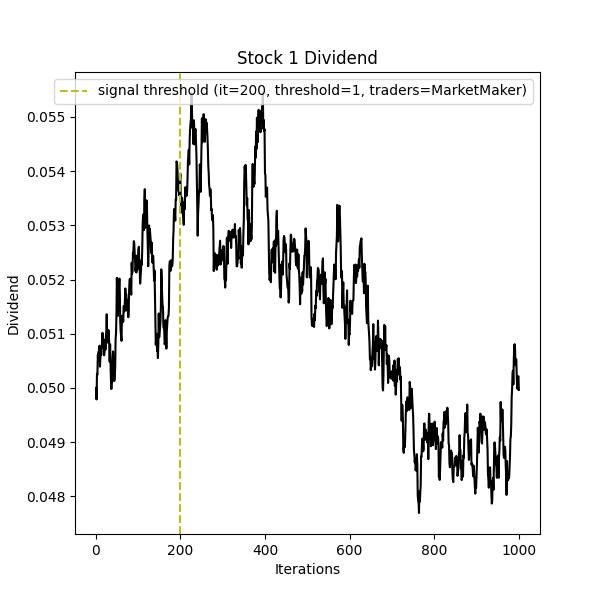 Stock 1 Dividend
signal threshold (it=200, threshold=1, traders=MarketMaker)
0.055
0.054
0.053
0.052
0.051
0.050
0.049
0.048
Dividend
0 200 400 600 800 1000
Iterations